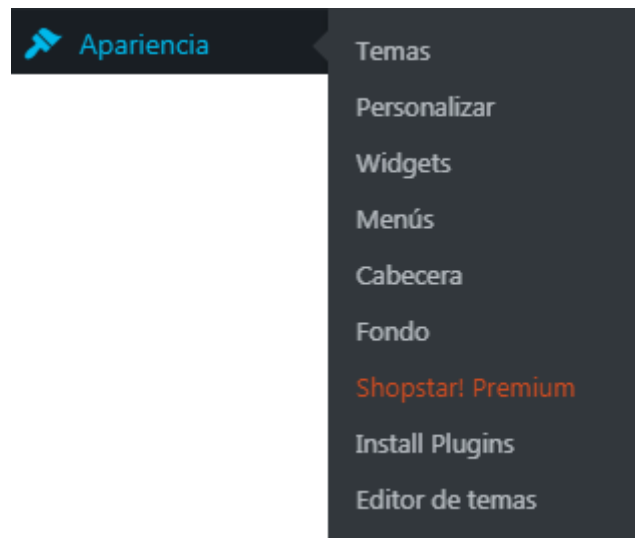 Apariencia
Temas
Personalizar
Widgets
Menús
Cabecera
Fondo
Shopstar! Premium
Install Plugins
Editor de temas